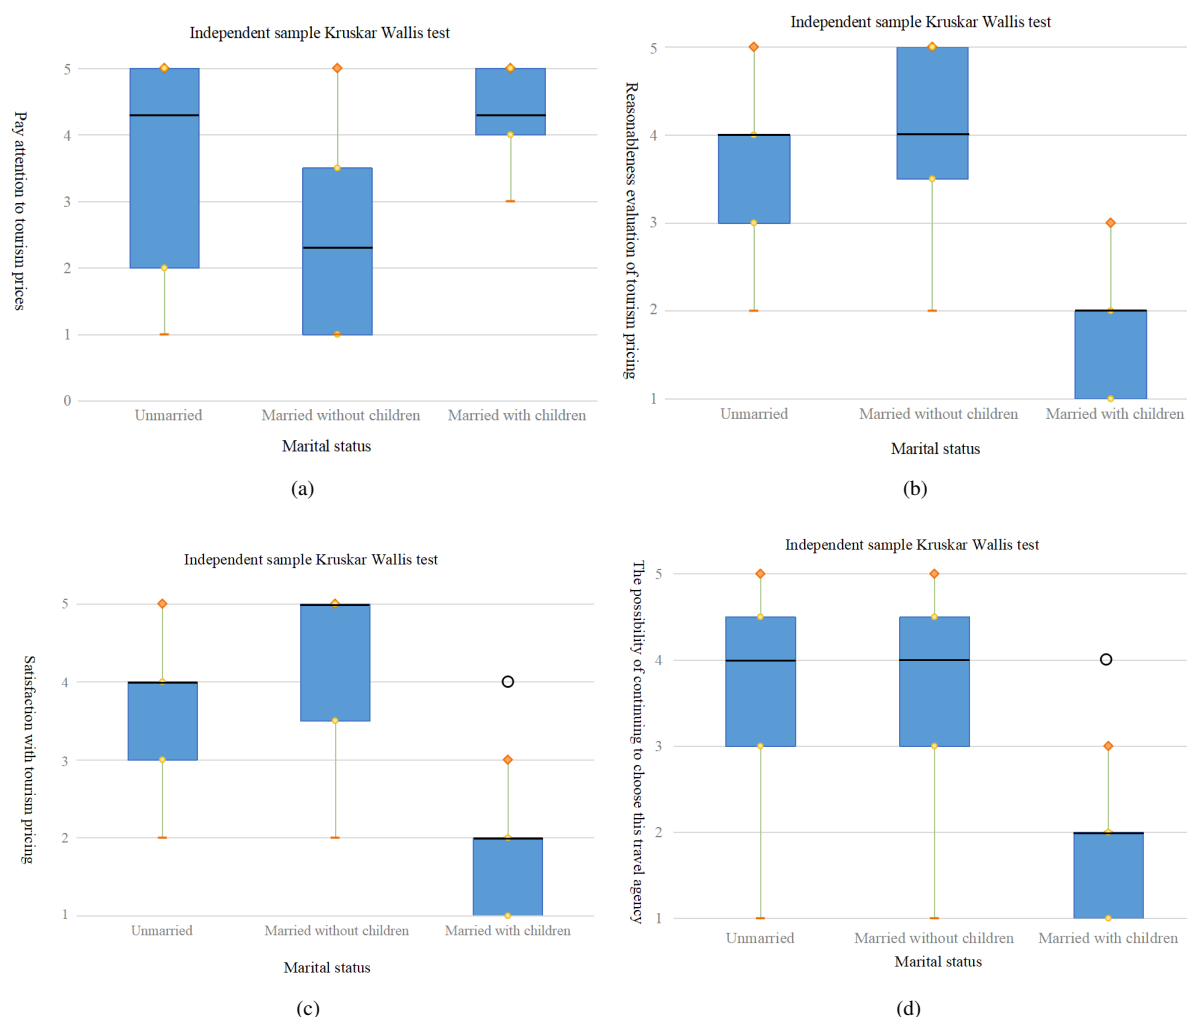 Independent sample Kruskar Wallis test
Pay attention to tourism prices
5
4
3
2
1
0
Unmarried
Married without children
Married with children
Marital status
(a)
Independent sample Kruskar Wallis test
Reasonableness evaluation of tourism pricing
5
4
3
2
1
Unmarried
Married without children
Married with children
Marital status
(b)
Independent sample Kruskar Wallis test
Satisfaction with tourism pricing
5
4
3
2
1
Unmarried
Married without children
Married with children
Marital status
(c)
Independent sample Kruskar Wallis test
The possibility of continuing to choose this travel agency
5
4
3
2
1
Unmarried
Married without children
Married with children
Marital status
(d)